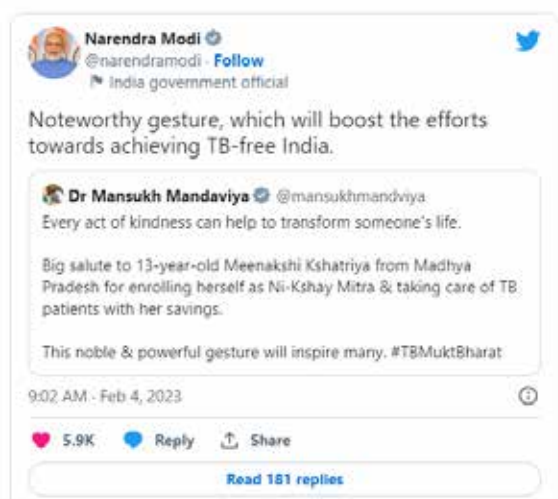 Narendra Modi
@narendramodi · Follow
India government official
Noteworthy gesture, which will boost the efforts
towards achieving TB-free India.
Dr Mansukh Mandaviya @mansukhmandviya
Every act of kindness can help to transform someone's life.
Big salute to 13-year-old Meenakshi Kshatriya from Madhya
Pradesh for enrolling herself as Ni-Kshay Mitra & taking care of TB
patients with her savings.
This noble & powerful gesture will inspire many. #TBMuktBharat
9:02 AM · Feb 4, 2023
5.9K Reply Share
Read 181 replies